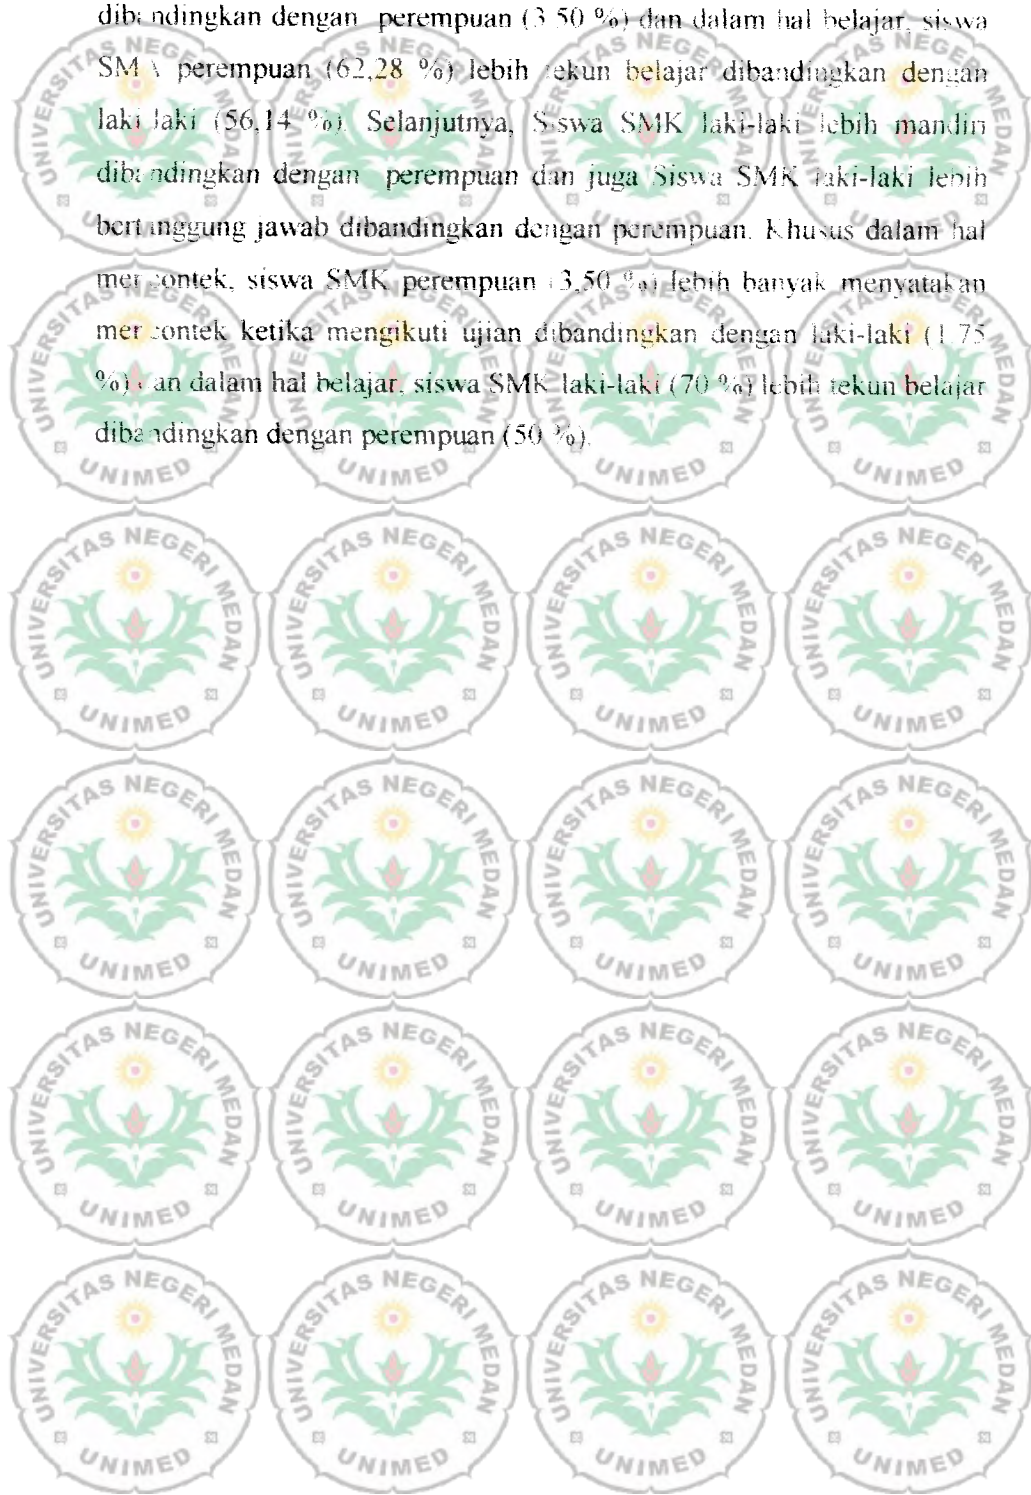 dibandingkan dengan perempuan (3,50 %) dan dalam hal belajar, siswa
SMA perempuan (62,28 %) lebih tekun belajar dibandingkan dengan
laki-laki (56,14 %). Selanjutnya, Siswa SMK laki-laki lebih mandiri
dibandingkan dengan perempuan dan juga Siswa SMK laki-laki lebih
bertanggung jawab dibandingkan dengan perempuan. Khusus dalam hal
mencontek, siswa SMK perempuan (3,50 %) lebih banyak menyatakan
mencontek ketika mengikuti ujian dibandingkan dengan laki-laki (1,75
%) dan dalam hal belajar, siswa SMK laki-laki (70 %) lebih tekun belajar
dibandingkan dengan perempuan (50 %).
UNIVERSITAS NEGERI MEDAN
UNIMED